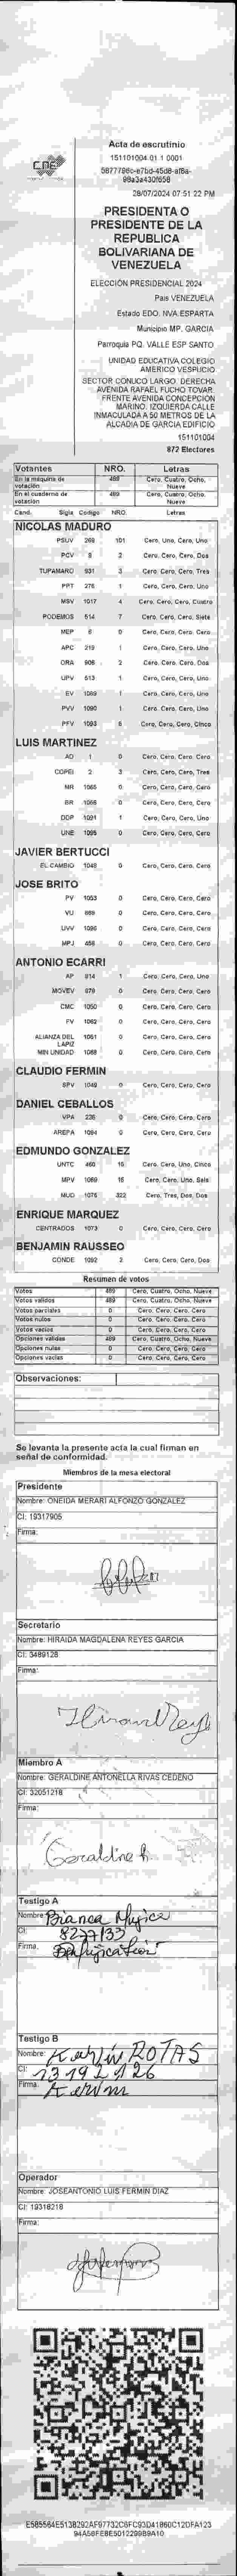 CNE
Acta de escrutinio
151101004.01.1.0001
28/07/2024 07:51:22 PM
PRESIDENTA O
PRESIDENTE DE LA
REPUBLICA
BOLIVARIANA DE
VENEZUELA
ELECCIÓN PRESIDENCIAL 2024
Pais VENEZUELA
Estado EDO. NVA.ESPARTA
Municipio MP. GARCIA
Parroquia PQ. VALLE ESP SANTO
UNIDAD EDUCATIVA COLEGIO
AMERICO VESPUCIO
SECTOR CONUCO LARGO. DERECHA
AVENIDA RAFAEL FUCHO TOVAR.
FRENTE AVENIDA CONCEPCION
MARIÑO. IZQUIERDA CALLE
INMACULADA A 50 METROS DE LA
ALCADIA DE GARCIA EDIFICIO
151101004
872 Electores
Votantes NRO. Letras
En la máquina de votación 489 Cero, Cuatro, Ocho, Nueve
En el cuaderno de votación 489 Cero, Cuatro, Ocho, Nueve
Cand. Sigla Codigo NRO. Letras
NICOLAS MADURO
PSUV 268 101 Cero, Uno, Cero, Uno
PCV 8 2 Cero, Cero, Cero, Dos
TUPAMARO 931 3 Cero, Cero, Cero, Tres
PPT 276 1 Cero, Cero, Cero, Uno
MSV 1017 4 Cero, Cero, Cero, Cuatro
PODEMOS 514 7 Cero, Cero, Cero, Siete
MEP 6 0 Cero, Cero, Cero, Cero
APC 219 1 Cero, Cero, Cero, Uno
ORA 906 2 Cero, Cero, Cero, Dos
UPV 613 1 Cero, Cero, Cero, Uno
EV 1089 1 Cero, Cero, Cero, Uno
PVV 1090 1 Cero, Cero, Cero, Uno
PFV 1093 5 Cero, Cero, Cero, Cinco
LUIS MARTINEZ
AD 1 0 Cero, Cero, Cero, Cero
COPEI 2 3 Cero, Cero, Cero, Tres
MR 1065 0 Cero, Cero, Cero, Cero
BR 1066 0 Cero, Cero, Cero, Cero
DDP 1091 1 Cero, Cero, Cero, Uno
UNE 1095 0 Cero, Cero, Cero, Cero
JAVIER BERTUCCI
EL CAMBIO 1048 0 Cero, Cero, Cero, Cero
JOSE BRITO
PV 1053 0 Cero, Cero, Cero, Cero
VU 869 0 Cero, Cero, Cero, Cero
UVV 1096 0 Cero, Cero, Cero, Cero
MPJ 456 0 Cero, Cero, Cero, Cero
ANTONIO ECARRI
AP 914 1 Cero, Cero, Cero, Uno
MOVEV 979 0 Cero, Cero, Cero, Cero
CMC 1050 0 Cero, Cero, Cero, Cero
FV 1062 0 Cero, Cero, Cero, Cero
ALIANZA DEL LAPIZ 1051 0 Cero, Cero, Cero, Cero
MIN UNIDAD 1088 0 Cero, Cero, Cero, Cero
CLAUDIO FERMIN
SPV 1049 0 Cero, Cero, Cero, Cero
DANIEL CEBALLOS
VPA 236 0 Cero, Cero, Cero, Cero
AREPA 1094 0 Cero, Cero, Cero, Cero
EDMUNDO GONZALEZ
UNTC 460 15 Cero, Cero, Uno, Cinco
MPV 1069 16 Cero, Cero, Uno, Seis
MUD 1076 322 Cero, Tres, Dos, Dos
ENRIQUE MARQUEZ
CENTRADOS 1073 0 Cero, Cero, Cero, Cero
BENJAMIN RAUSSEO
CONDE 1092 2 Cero, Cero, Cero, Dos
Resúmen de votos
Votos 489 Cero, Cuatro, Ocho, Nueve
Votos válidos 489 Cero, Cuatro, Ocho, Nueve
Votos parciales 0 Cero, Cero, Cero, Cero
Votos nulos 0 Cero, Cero, Cero, Cero
Votos vacíos 0 Cero, Cero, Cero, Cero
Opciones válidas 489 Cero, Cuatro, Ocho, Nueve
Opciones nulas 0 Cero, Cero, Cero, Cero
Opciones vacías 0 Cero, Cero, Cero, Cero
Observaciones:
Se levanta la presente acta la cual firman en
señal de conformidad.
Miembros de la mesa electoral
Presidente
Nombre: ONEIDA MERARI ALFONZO GONZALEZ
CI: 19317905
Firma:
Secretario
Nombre: HIRAIDA MAGDALENA REYES GARCIA
CI: 3489128
Firma:
Miembro A
Nombre: GERALDINE ANTONELLA RIVAS CEDEÑO
CI: 32051218
Firma:
Geraldine R
Testigo A
Nombre: Bianca Mujica
CI: 8277133
Firma:
Testigo B
Nombre: Kervin ROJAS
CI:
Firma: Kervin
Operador
Nombre: JOSEANTONIO LUIS FERMIN DIAZ
CI: 19318218
Firma: